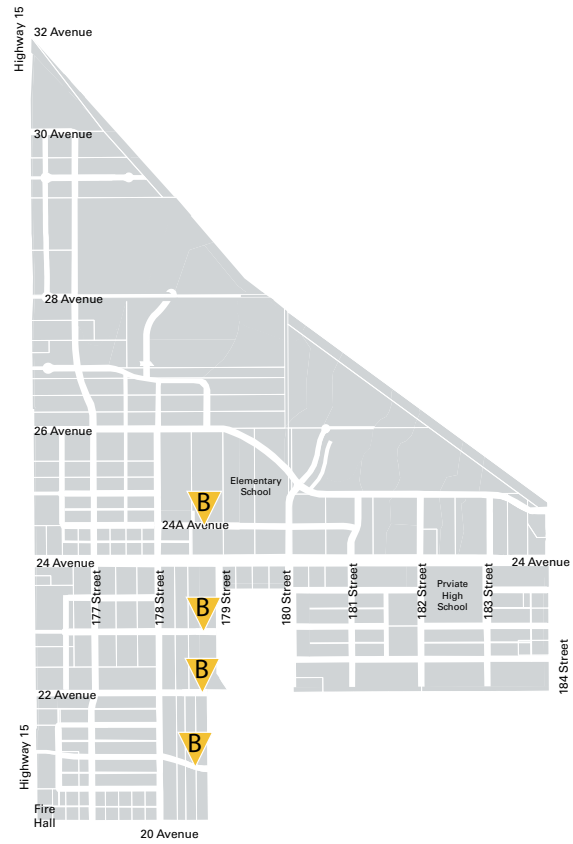 Highway 15
32 Avenue
30 Avenue
28 Avenue
26 Avenue
Elementary
School
B
24A Avenue
24 Avenue
24 Avenue
177 Street
178 Street
179 Street
180 Street
181 Street
182 Street
183 Street
Prviate
High
School
B
B
184 Street
22 Avenue
B
Highway 15
Fire
Hall
20 Avenue